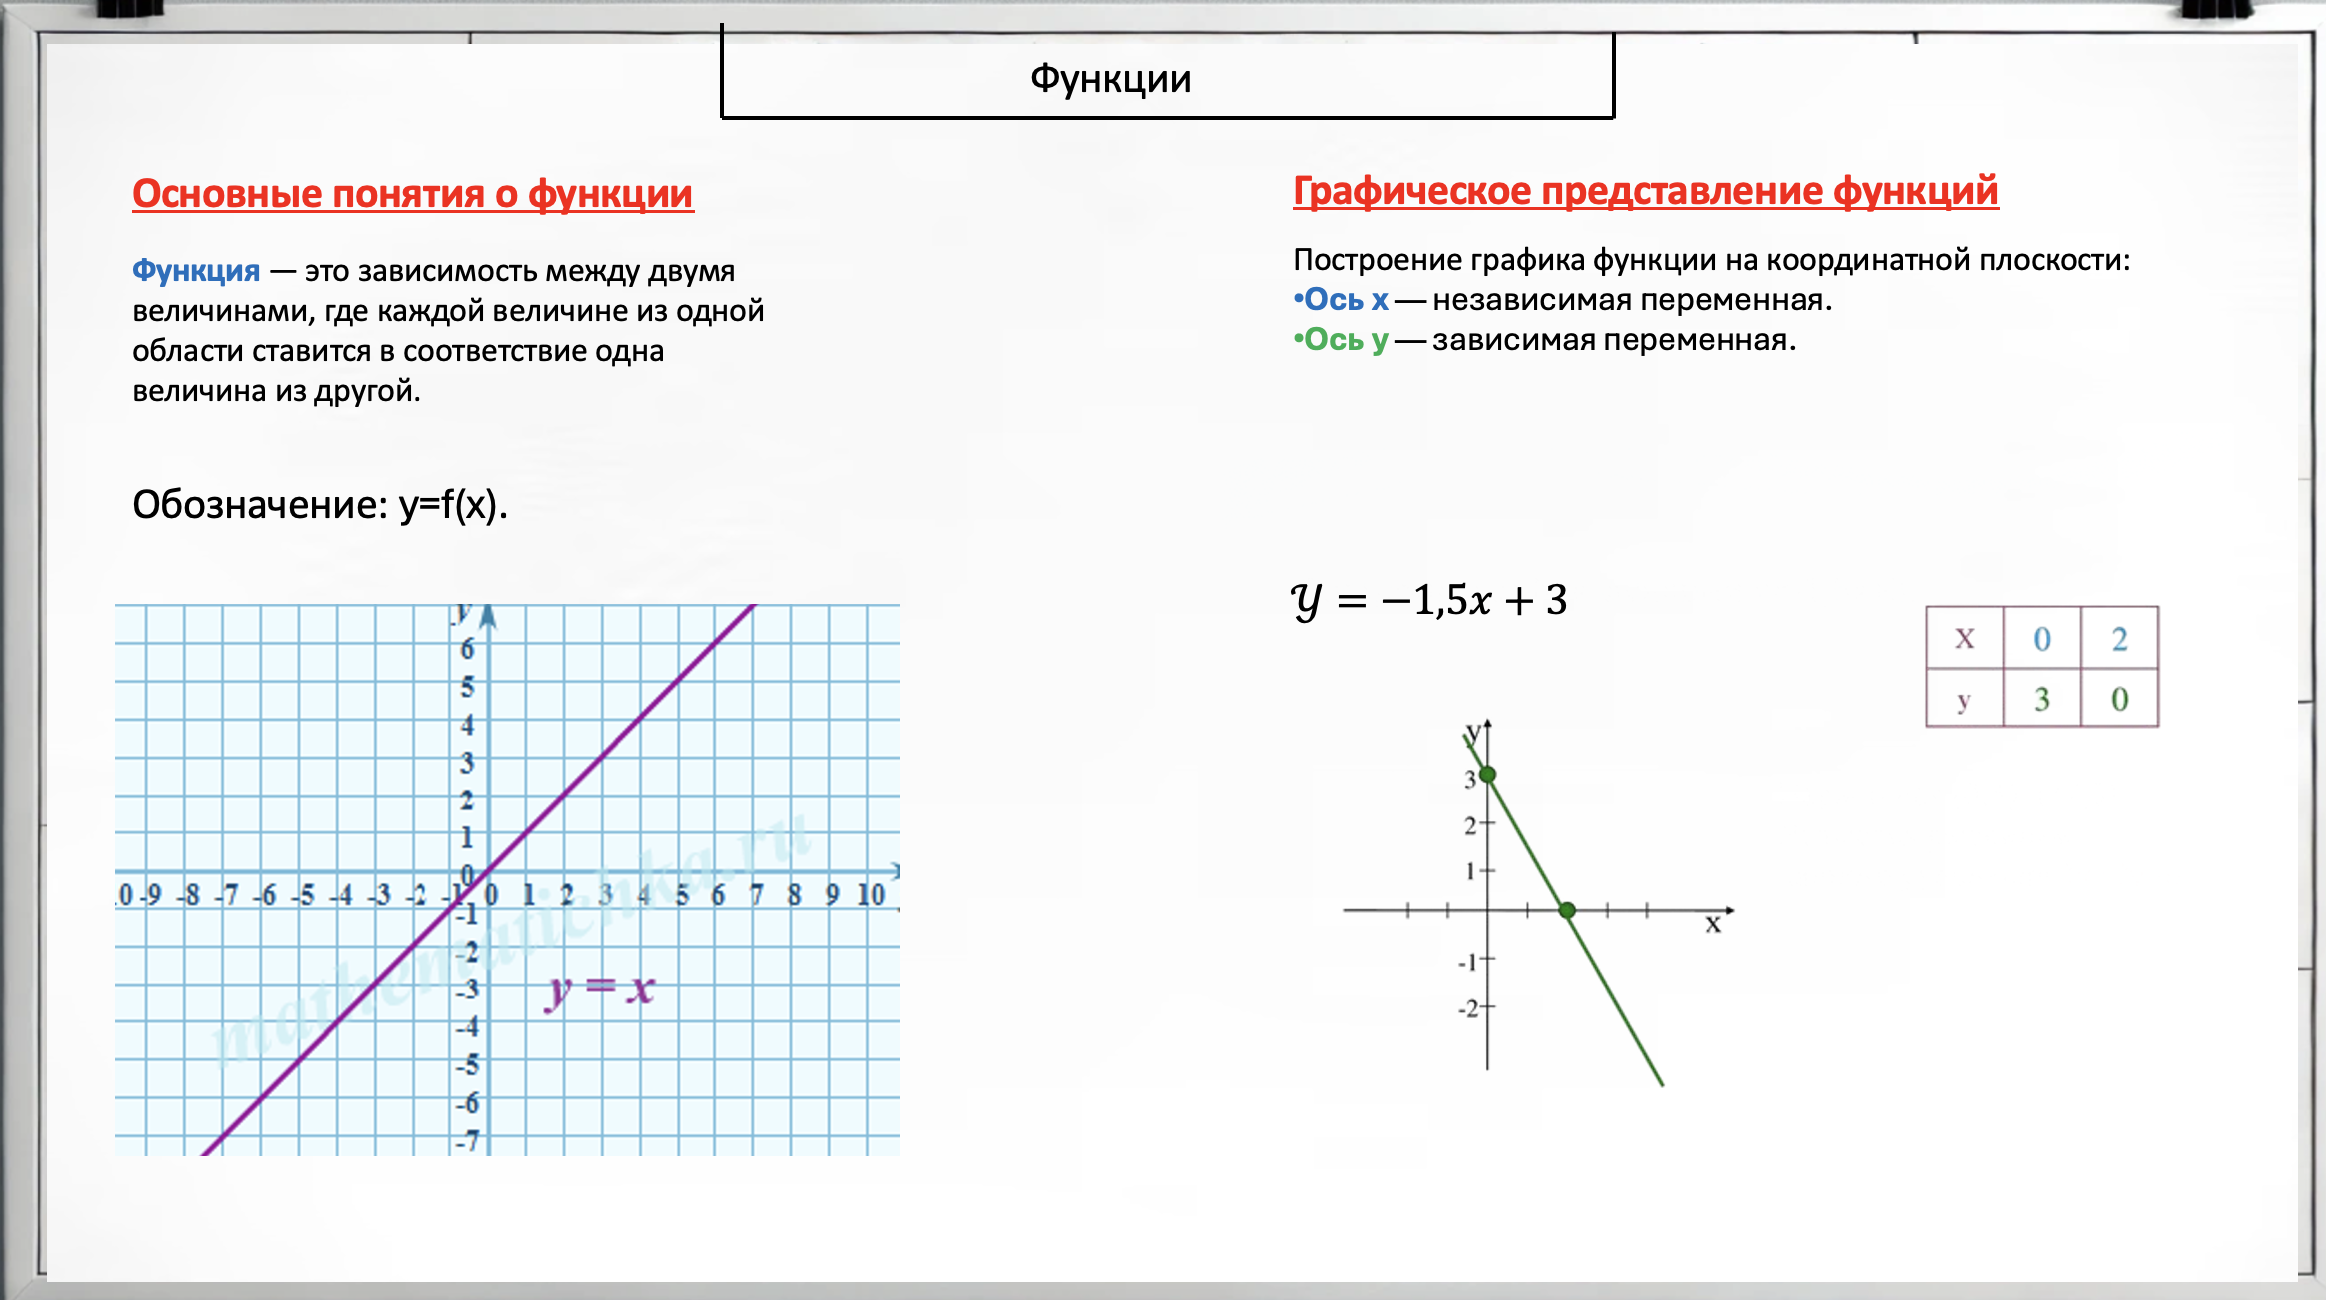 Функции
Основные понятия о функции
Функция — это зависимость между двумя
величинами, где каждой величине из одной
области ставится в соответствие одна
величина из другой.
Обозначение: y=f(x).
y
6
5
4
3
2
1
0
0 -9 -8 -7 -6 -5 -4 -3 -2 -1 0 1 2 3 4 5 6 7 8 9 10
-1
-2
-3
-4
-5
-6
-7
y = x
mathematichka.ru
Графическое представление функций
Построение графика функции на координатной плоскости:
•Ось x — независимая переменная.
•Ось y — зависимая переменная.
𝒴 = −1,5x + 3
X 0 2
y 3 0
y
3
2
1
x
-1
-2